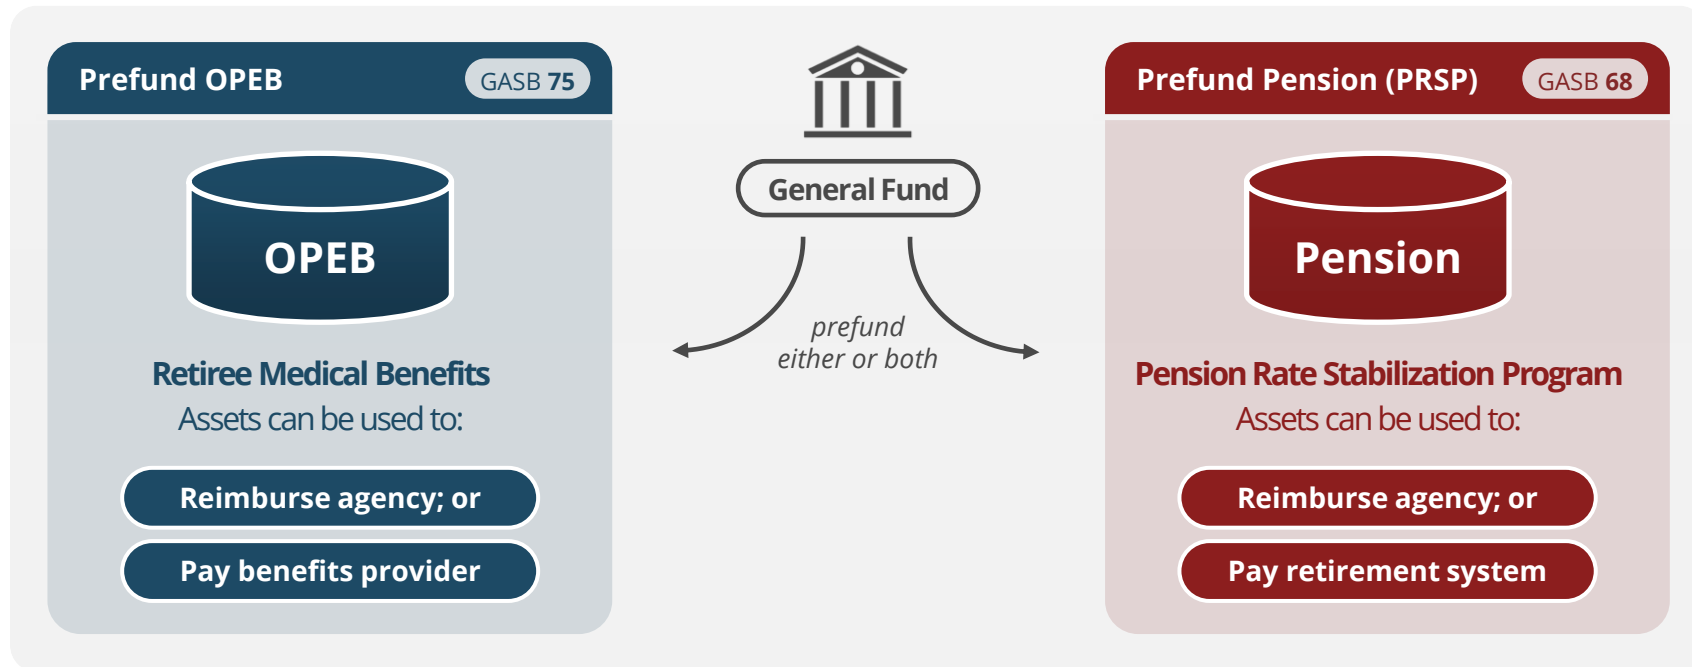 Prefund OPEB
GASB 75
OPEB
Retiree Medical Benefits
Assets can be used to:
Reimburse agency; or
Pay benefits provider
General Fund
prefund
either or both
Prefund Pension (PRSP)
GASB 68
Pension
Pension Rate Stabilization Program
Assets can be used to:
Reimburse agency; or
Pay retirement system